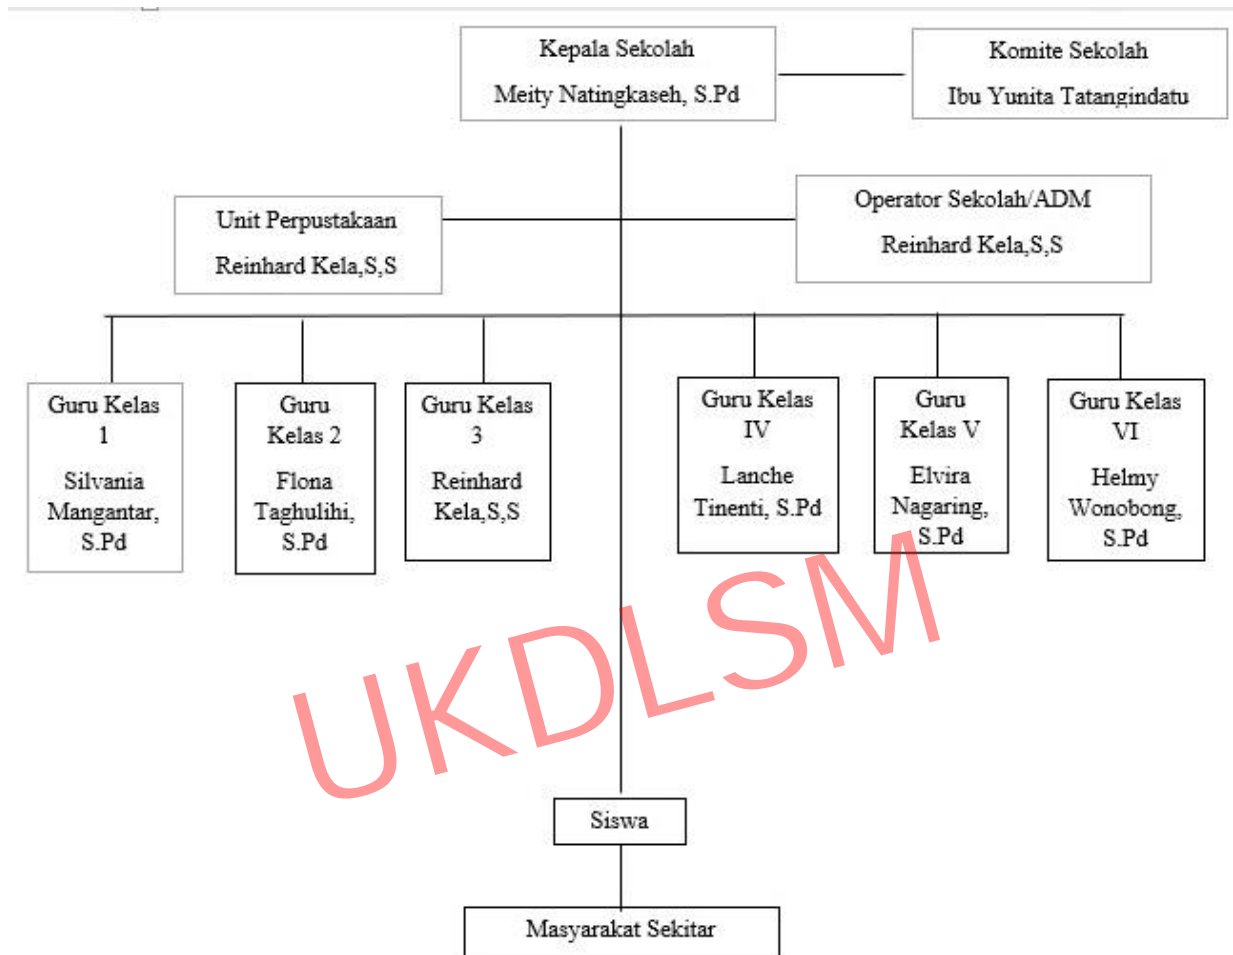 Kepala Sekolah
Meity Natingkaseh, S.Pd
Komite Sekolah
Ibu Yunita Tatangindatu
Unit Perpustakaan
Reinhard Kela,S,S
Operator Sekolah/ADM
Reinhard Kela,S,S
Guru Kelas
1
Silvania
Mangantar,
S.Pd
Guru
Kelas 2
Flona
Taghulihi,
S.Pd
Guru Kelas
3
Reinhard
Kela,S,S
Guru Kelas
IV
Lanche
Tinenti, S.Pd
Guru
Kelas V
Elvira
Nagaring,
S.Pd
Guru Kelas
VI
Helmy
Wonobong,
S.Pd
UKDLSM
Siswa
Masyarakat Sekitar